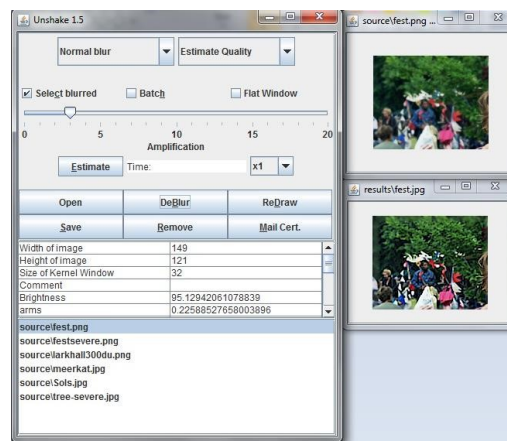 Unshake 1.5
Normal blur
Estimate Quality
Select blurred
Batch
Flat Window
0 5 10 15 20
Amplification
Estimate
Time:
x1
Open
DeBlur
ReDraw
Save
Remove
Mail Cert.
Width of image 149
Height of image 121
Size of Kernel Window 32
Comment
Brightness 95.12942061078839
arms 0.22588527658003896
source\fest.png
source\festsevere.png
source\larkhall300du.png
source\meerkat.jpg
source\Sols.jpg
source\tree-severe.jpg
source\fest.png ...
results\fest.jpg